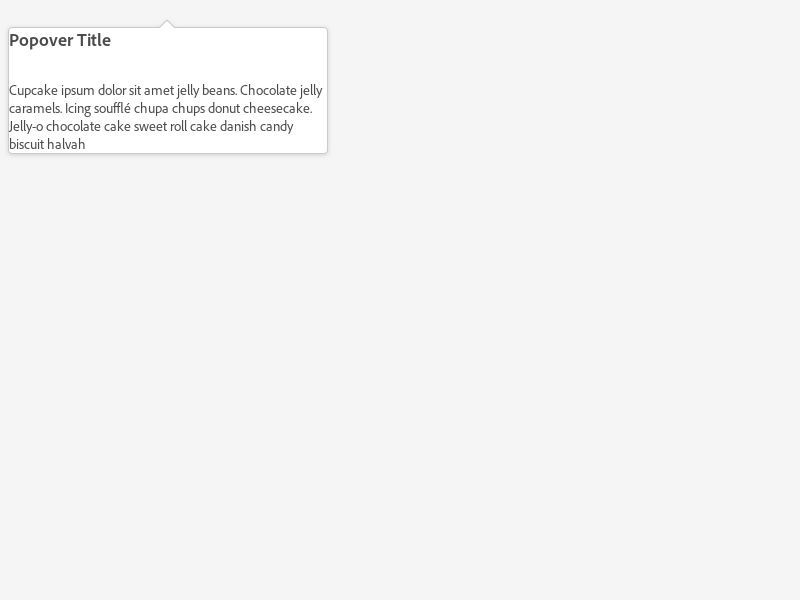 Popover Title
Cupcake ipsum dolor sit amet jelly beans. Chocolate jelly
caramels. Icing soufflé chupa chups donut cheesecake.
Jelly-o chocolate cake sweet roll cake danish candy
biscuit halvah